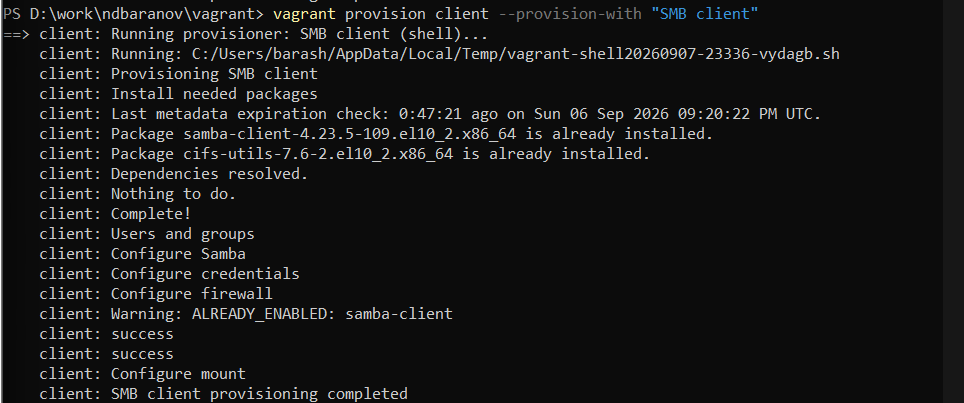 PS D:\work\ndbaranov\vagrant> vagrant provision client --provision-with "SMB client"
==> client: Running provisioner: SMB client (shell)...
    client: Running: C:/Users/barash/AppData/Local/Temp/vagrant-shell20260907-23336-vydagb.sh
    client: Provisioning SMB client
    client: Install needed packages
    client: Last metadata expiration check: 0:47:21 ago on Sun 06 Sep 2026 09:20:22 PM UTC.
    client: Package samba-client-4.23.5-109.el10_2.x86_64 is already installed.
    client: Package cifs-utils-7.6-2.el10_2.x86_64 is already installed.
    client: Dependencies resolved.
    client: Nothing to do.
    client: Complete!
    client: Users and groups
    client: Configure Samba
    client: Configure credentials
    client: Configure firewall
    client: Warning: ALREADY_ENABLED: samba-client
    client: success
    client: success
    client: Configure mount
    client: SMB client provisioning completed